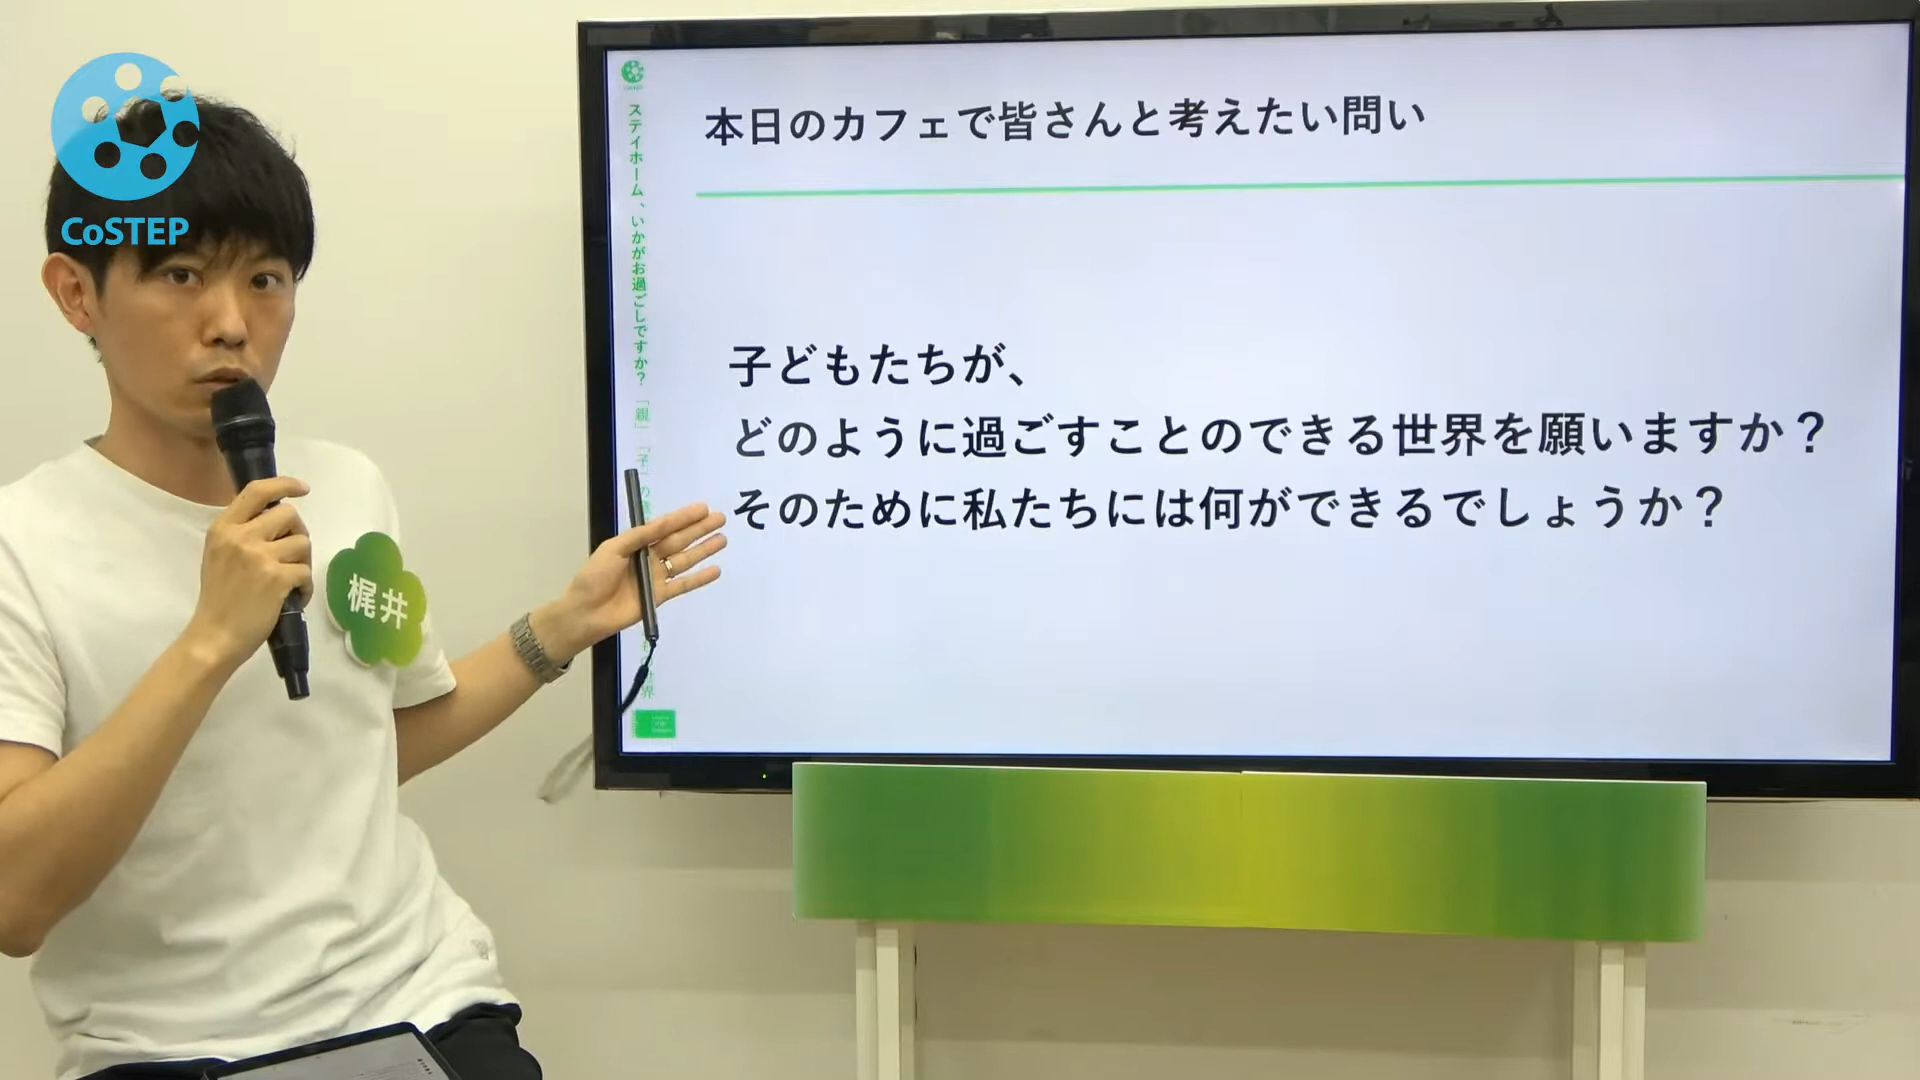 CoSTEP
梶井
本日のカフェで皆さんと考えたい問い
子どもたちが、
どのように過ごすことのできる世界を願いますか？
そのために私たちには何ができるでしょうか？
ステイホーム、いかがお過ごしですか？
「親」「子」の
世界